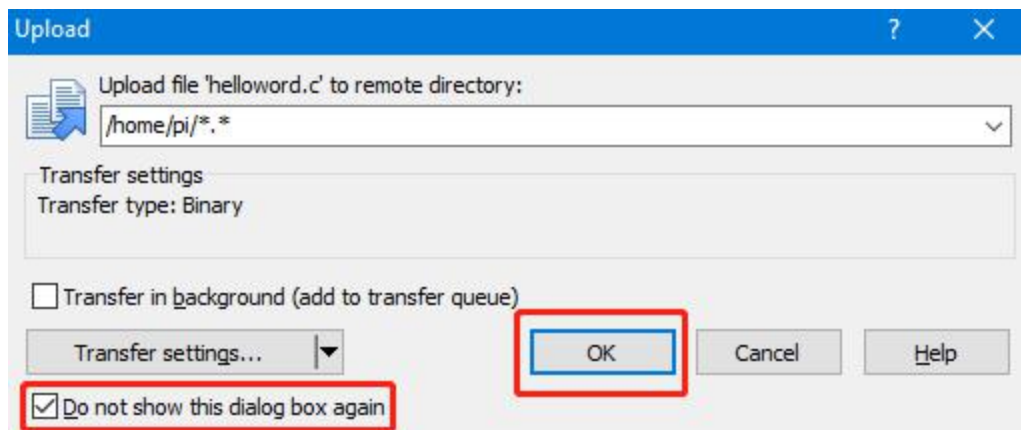 Upload ?
Upload file 'helloword.c' to remote directory:
/home/pi/*.*
Transfer settings
Transfer type: Binary
Transfer in background (add to transfer queue)
Transfer settings... OK Cancel Help
Do not show this dialog box again